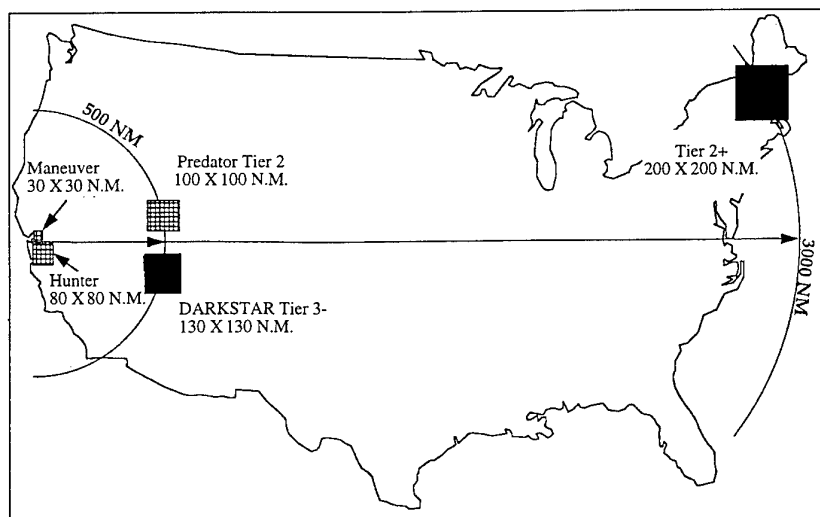 500 NM
Maneuver
30 X 30 N.M.
Predator Tier 2
100 X 100 N.M.
Tier 2+
200 X 200 N.M.
Hunter
80 X 80 N.M.
DARKSTAR Tier 3-
130 X 130 N.M.
3000 NM